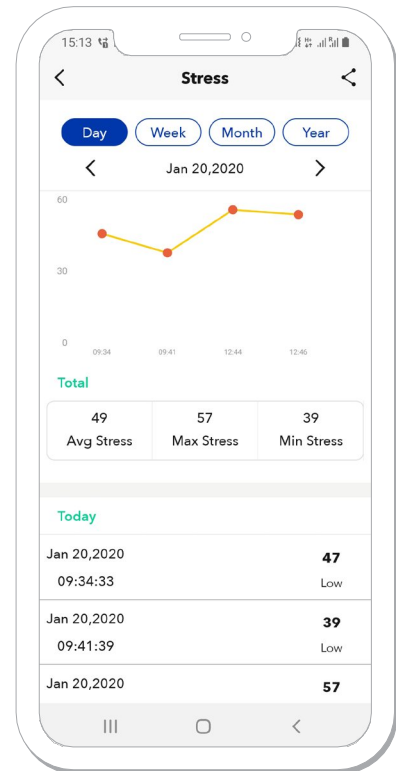 15:13
Stress
Day Week Month Year
Jan 20,2020
60
30
0
09:34 09:41 12:44 12:46
Total
49 57 39
Avg Stress Max Stress Min Stress
Today
Jan 20,2020 47
09:34:33 Low
Jan 20,2020 39
09:41:39 Low
Jan 20,2020 57